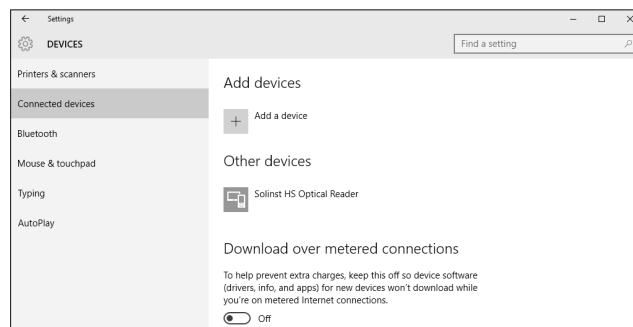 Settings
DEVICES
Find a setting
Printers & scanners
Connected devices
Bluetooth
Mouse & touchpad
Typing
AutoPlay
Add devices
Add a device
Other devices
Solinst HS Optical Reader
Download over metered connections
To help prevent extra charges, keep this off so device software
(drivers, info, and apps) for new devices won't download while
you're on metered Internet connections.
Off